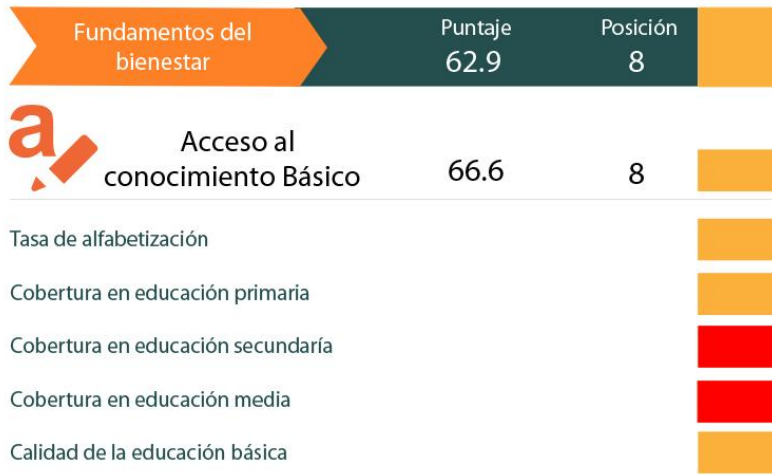 Fundamentos del
bienestar
Puntaje
62.9
Posición
8
a
Acceso al
conocimiento Básico
66.6
8
Tasa de alfabetización
Cobertura en educación primaria
Cobertura en educación secundaría
Cobertura en educación media
Calidad de la educación básica